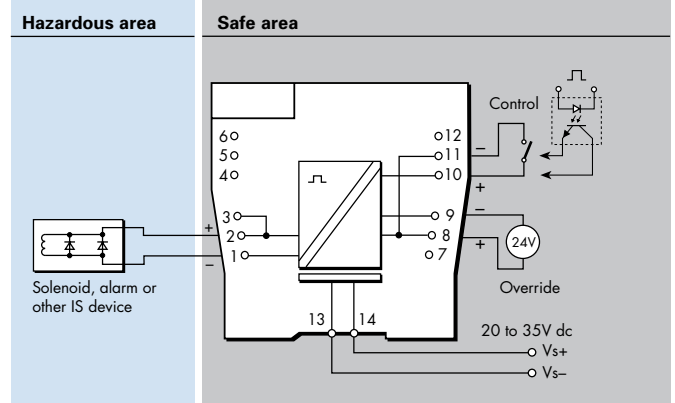 Hazardous area
Safe area
Control
6
5
4
3
2
1
12
11
10
9
8
7
–
+
–
+
+
–
24V
Override
Solenoid, alarm or
other IS device
13
14
20 to 35V dc
Vs+
Vs–